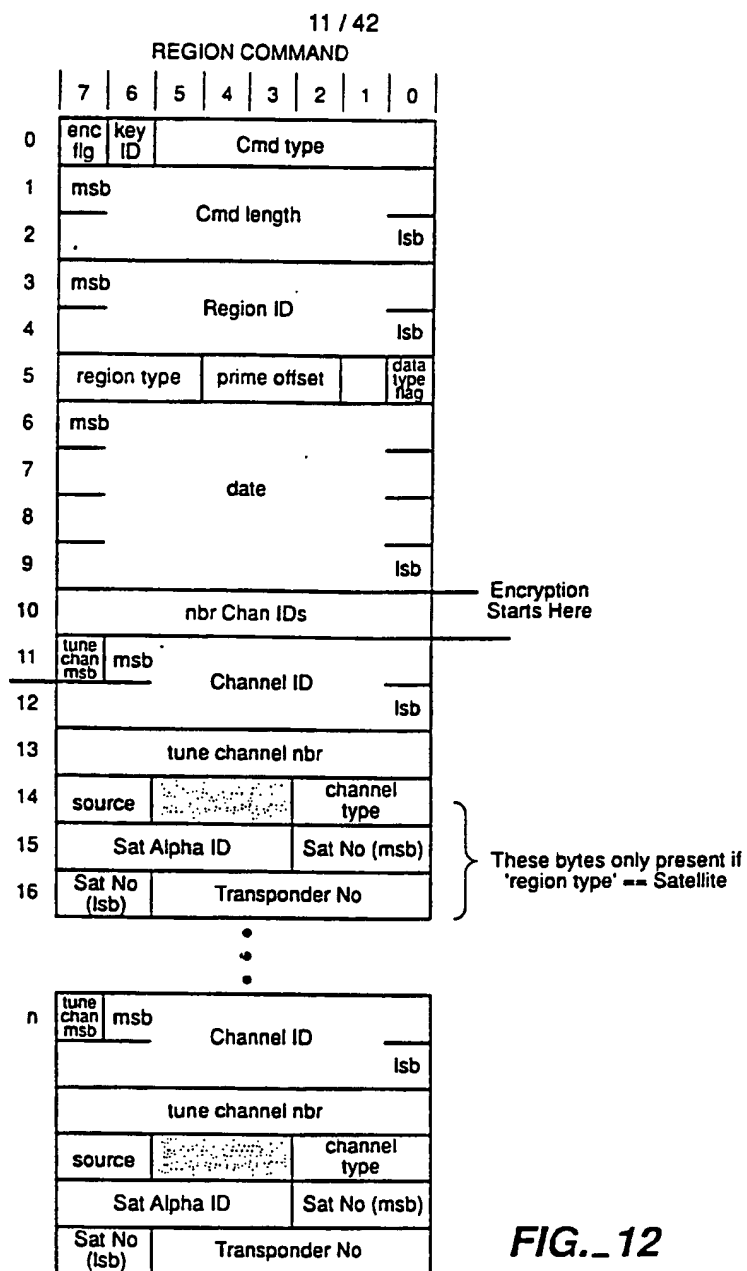 11 / 42
REGION COMMAND
7 6 5 4 3 2 1 0
0 enc flg key ID Cmd type
1 msb
Cmd length
2 lsb
3 msb
Region ID
4 lsb
5 region type prime offset data type flag
6 msb
7
date
8
9 lsb
Encryption
Starts Here
10 nbr Chan IDs
11 tune chan msb msb
Channel ID
12 lsb
13 tune channel nbr
14 source channel type
15 Sat Alpha ID Sat No (msb)
16 Sat No (lsb) Transponder No
These bytes only present if
'region type' == Satellite
n tune chan msb msb
Channel ID
lsb
tune channel nbr
source channel type
Sat Alpha ID Sat No (msb)
Sat No (lsb) Transponder No
FIG._12